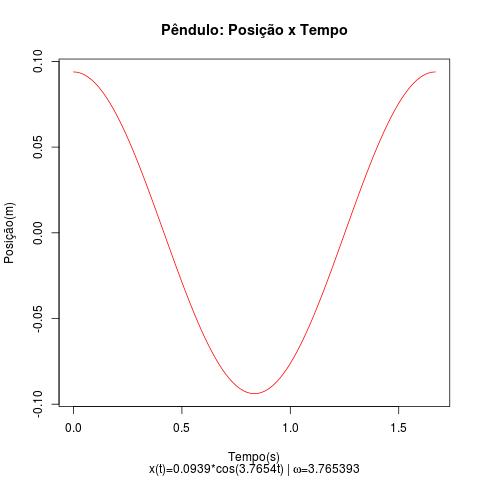 Pêndulo: Posição x Tempo
Posição(m)
0.10
0.05
0.00
-0.05
-0.10
0.0 0.5 1.0 1.5
Tempo(s)
x(t)=0.0939*cos(3.7654t) | ω=3.765393